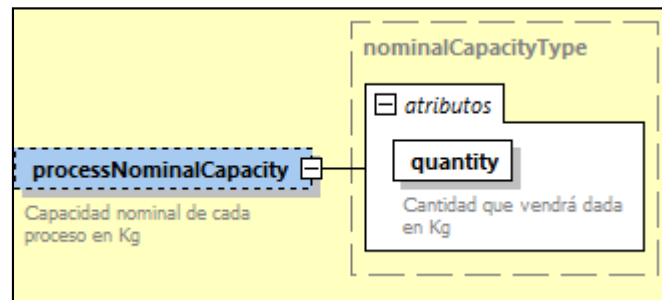 nominalCapacityType
atributos
processNominalCapacity
quantity
Capacidad nominal de cada
proceso en Kg
Cantidad que vendrá dada
en Kg